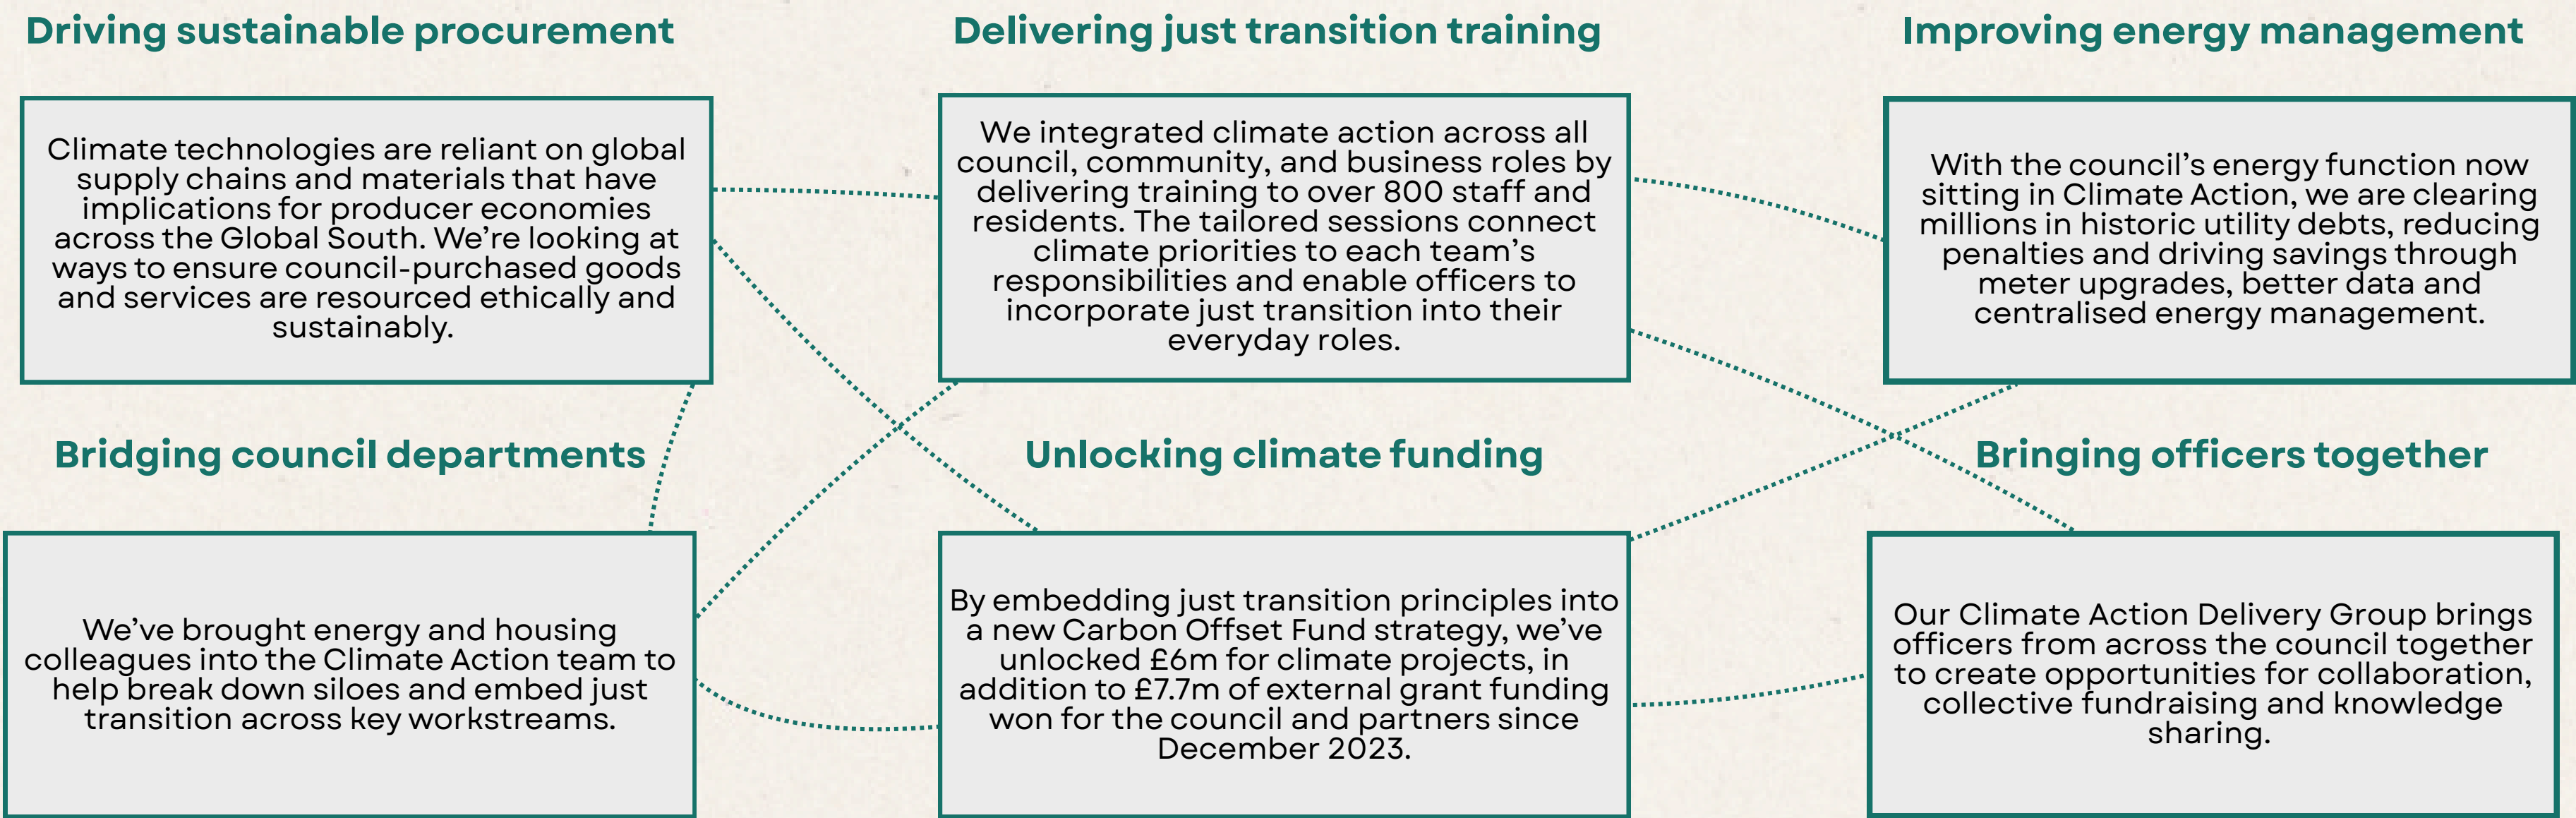 Driving sustainable procurement
Climate technologies are reliant on global
supply chains and materials that have
implications for producer economies
across the Global South. We’re looking at
ways to ensure council-purchased goods
and services are resourced ethically and
sustainably.
Delivering just transition training
We integrated climate action across all
council, community, and business roles by
delivering training to over 800 staff and
residents. The tailored sessions connect
climate priorities to each team’s
responsibilities and enable officers to
incorporate just transition into their
everyday roles.
Improving energy management
With the council’s energy function now
sitting in Climate Action, we are clearing
millions in historic utility debts, reducing
penalties and driving savings through
meter upgrades, better data and
centralised energy management.
Bridging council departments
We’ve brought energy and housing
colleagues into the Climate Action team to
help break down siloes and embed just
transition across key workstreams.
Unlocking climate funding
By embedding just transition principles into
a new Carbon Offset Fund strategy, we’ve
unlocked £6m for climate projects, in
addition to £7.7m of external grant funding
won for the council and partners since
December 2023.
Bringing officers together
Our Climate Action Delivery Group brings
officers from across the council together
to create opportunities for collaboration,
collective fundraising and knowledge
sharing.